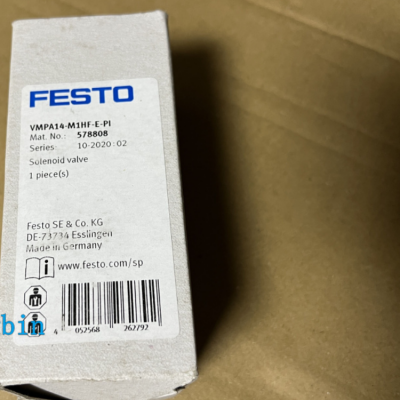 FESTO
VMPA14-M1HF-E-PI
Mat. No.: 578808
Series: 10-2020:02
Solenoid valve
1 piece(s)
Festo SE & Co. KG
DE-73734 Esslingen
Made in Germany
www.festo.com/sp
bin
4 052568 262792